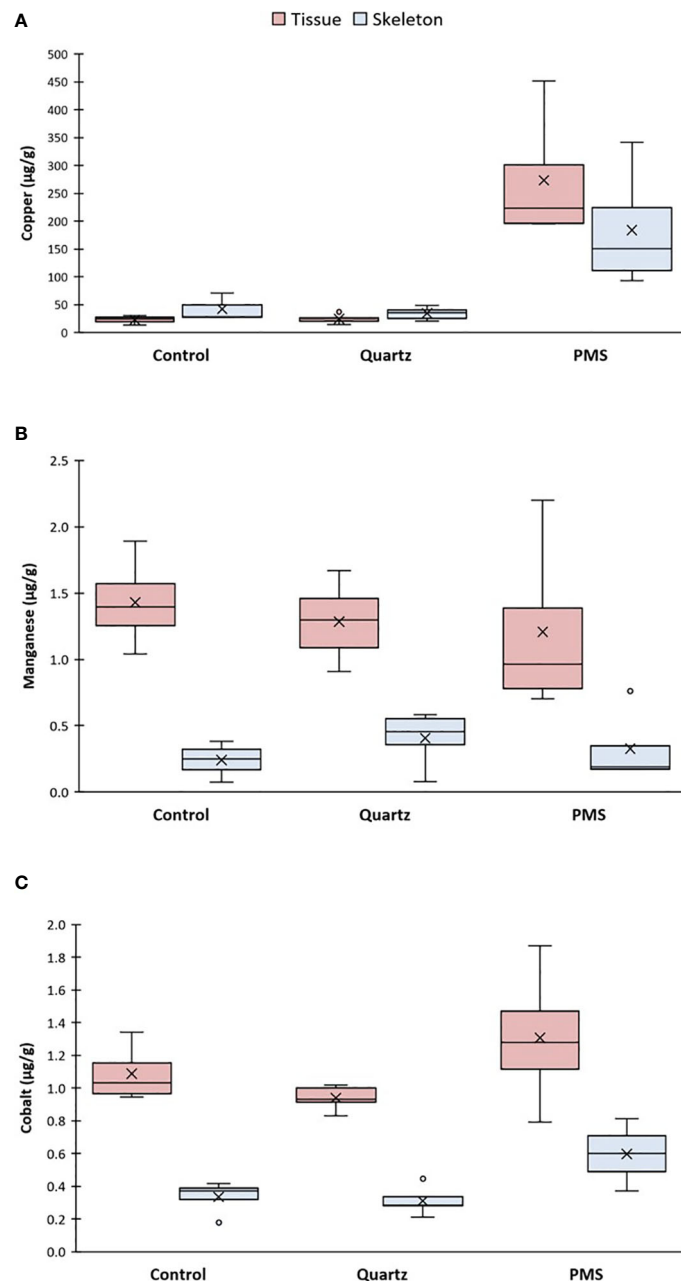 A
Tissue Skeleton
500
450
400
350
300
250
200
150
100
50
0
Copper (µg/g)
Control Quartz PMS
B
2.5
2.0
1.5
1.0
0.5
0.0
Manganese (µg/g)
Control Quartz PMS
C
2.0
1.8
1.6
1.4
1.2
1.0
0.8
0.6
0.4
0.2
0.0
Cobalt (µg/g)
Control Quartz PMS